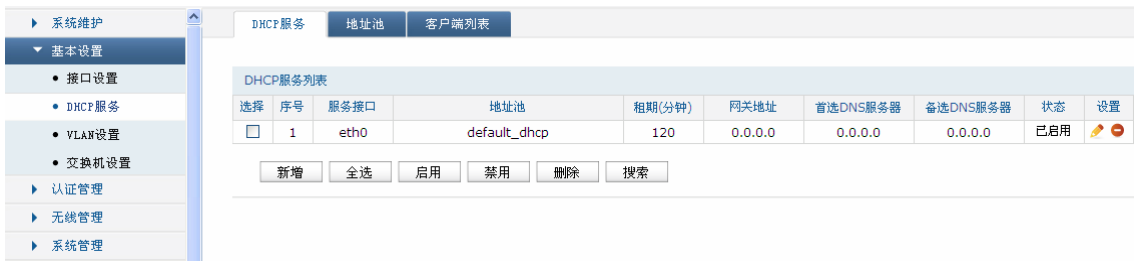 系统维护
基本设置
接口设置
DHCP服务
VLAN设置
交换机设置
认证管理
无线管理
系统管理
DHCP服务 地址池 客户端列表
DHCP服务列表
选择 序号 服务接口 地址池 租期(分钟) 网关地址 首选DNS服务器 备选DNS服务器 状态 设置
1 eth0 default_dhcp 120 0.0.0.0 0.0.0.0 0.0.0.0 已启用
新增 全选 启用 禁用 删除 搜索